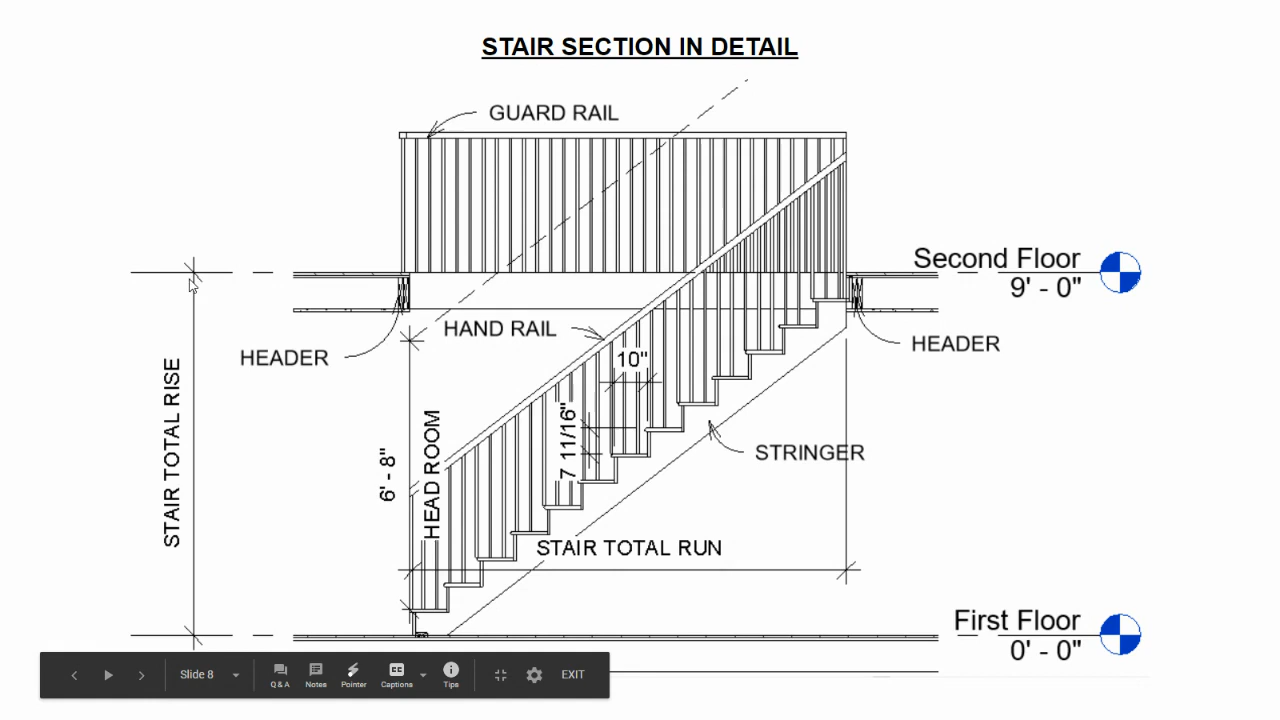 STAIR SECTION IN DETAIL
GUARD RAIL
Second Floor
9' - 0"
HAND RAIL
HEADER
HEADER
10"
STAIR TOTAL RISE
7 11/16"
6' - 8"
HEAD ROOM
STRINGER
STAIR TOTAL RUN
First Floor
0' - 0"
Slide 8
Q & A
Notes
Pointer
CC
Captions
Tips
EXIT